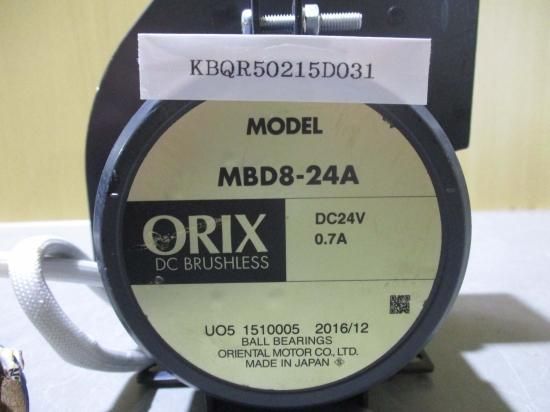 KBQR50215D031
MODEL
MBD8-24A
ORIX
DC BRUSHLESS
DC24V
0.7A
UO5 1510005 2016/12
BALL BEARINGS
ORIENTAL MOTOR CO., LTD.
MADE IN JAPAN Ⓢ